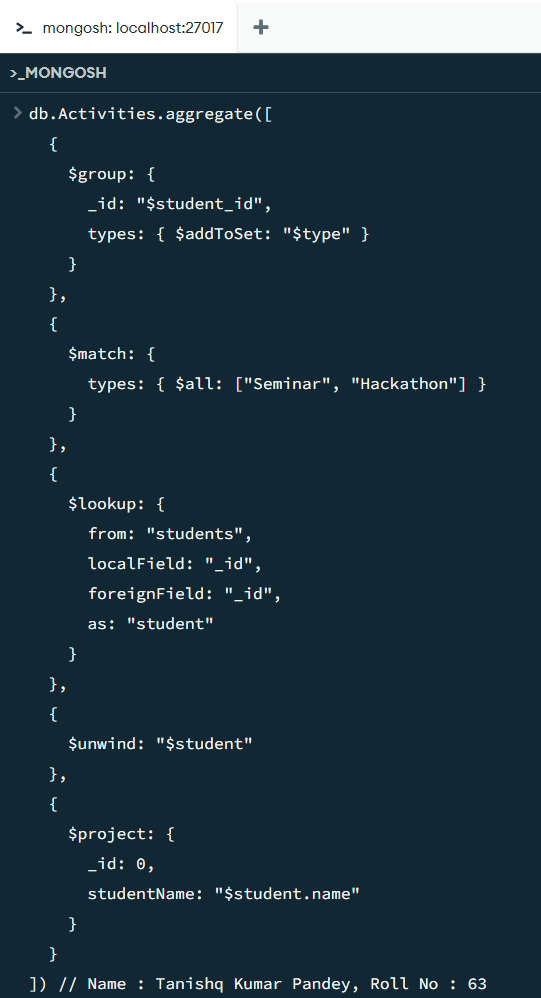 >_ mongosh: localhost:27017 +
>_MONGOSH
> db.Activities.aggregate([
{
$group: {
_id: "$student_id",
types: { $addToSet: "$type" }
}
},
{
$match: {
types: { $all: ["Seminar", "Hackathon"] }
}
},
{
$lookup: {
from: "students",
localField: "_id",
foreignField: "_id",
as: "student"
}
},
{
$unwind: "$student"
},
{
$project: {
_id: 0,
studentName: "$student.name"
}
}
]) // Name : Tanishq Kumar Pandey, Roll No : 63